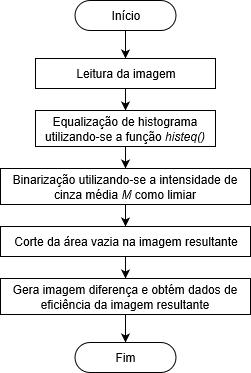 Início
Leitura da imagem
Equalização de histograma
utilizando-se a função histeq()
Binarização utilizando-se a intensidade de
cinza média M como limiar
Corte da área vazia na imagem resultante
Gera imagem diferença e obtém dados de
eficiência da imagem resultante
Fim